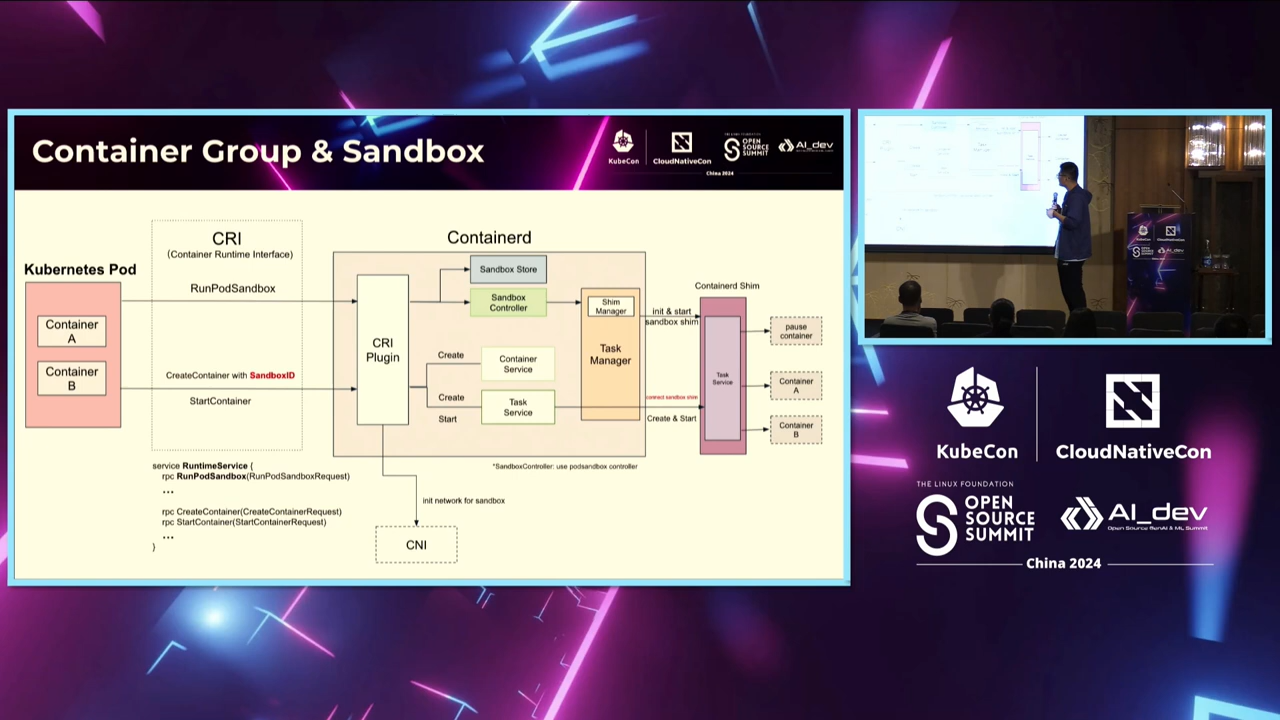 Container Group & Sandbox
KubeCon
CloudNativeCon
THE LINUX FOUNDATION
OPEN
SOURCE
SUMMIT
AI_dev
China 2024
CRI
(Container Runtime Interface)
Containerd
Kubernetes Pod
Container
A
Container
B
RunPodSandbox
CreateContainer with SandboxID
StartContainer
CRI
Plugin
Sandbox Store
Sandbox
Controller
Create
Container
Service
Create
Start
Task
Service
Shim
Manager
Task
Manager
init & start
sandbox shim
connect sandbox shim
Create & Start
Containerd Shim
Task
Service
pause
container
Container
A
Container
B
*SandboxController: use podsandbox controller
service RuntimeService {
rpc RunPodSandbox(RunPodSandboxRequest)
...
rpc CreateContainer(CreateContainerRequest)
rpc StartContainer(StartContainerRequest)
...
}
init network for sandbox
CNI
KubeCon
CloudNativeCon
THE LINUX FOUNDATION
OPEN
SOURCE
SUMMIT
AI_dev
Open Source GenAI & ML Summit
China 2024